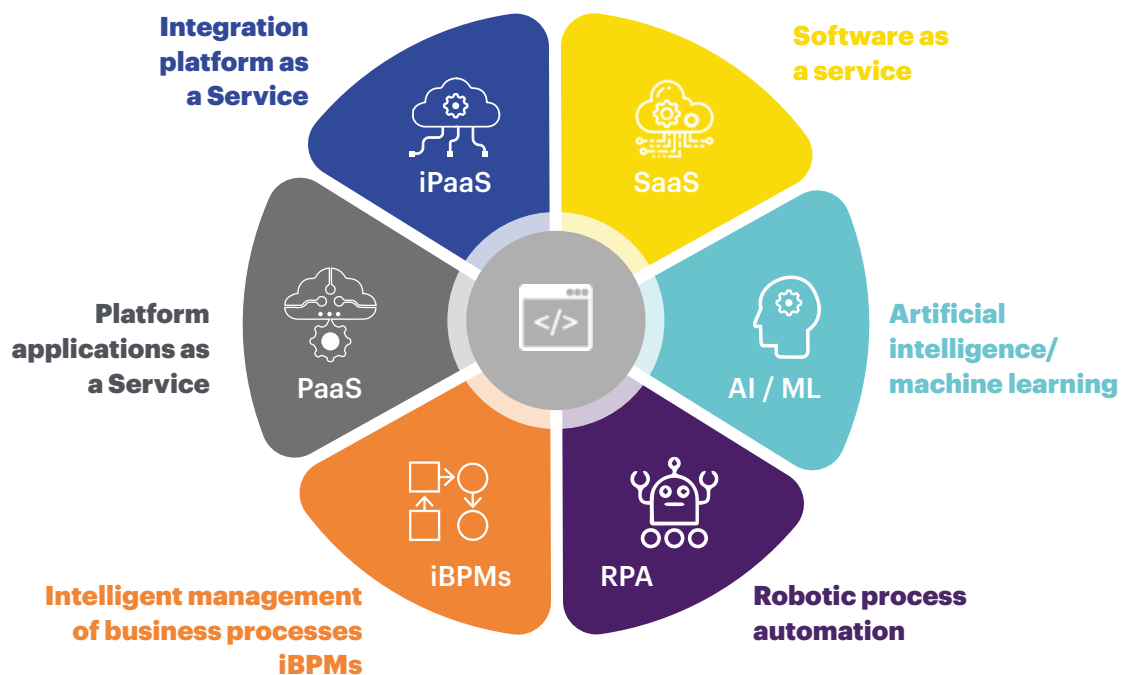 Integration
platform as
a Service
Software as
a service
iPaaS
SaaS
Platform
applications as
a Service
PaaS
</>
AI / ML
Artificial
intelligence/
machine learning
iBPMs
RPA
Intelligent management
of business processes
iBPMs
Robotic process
automation